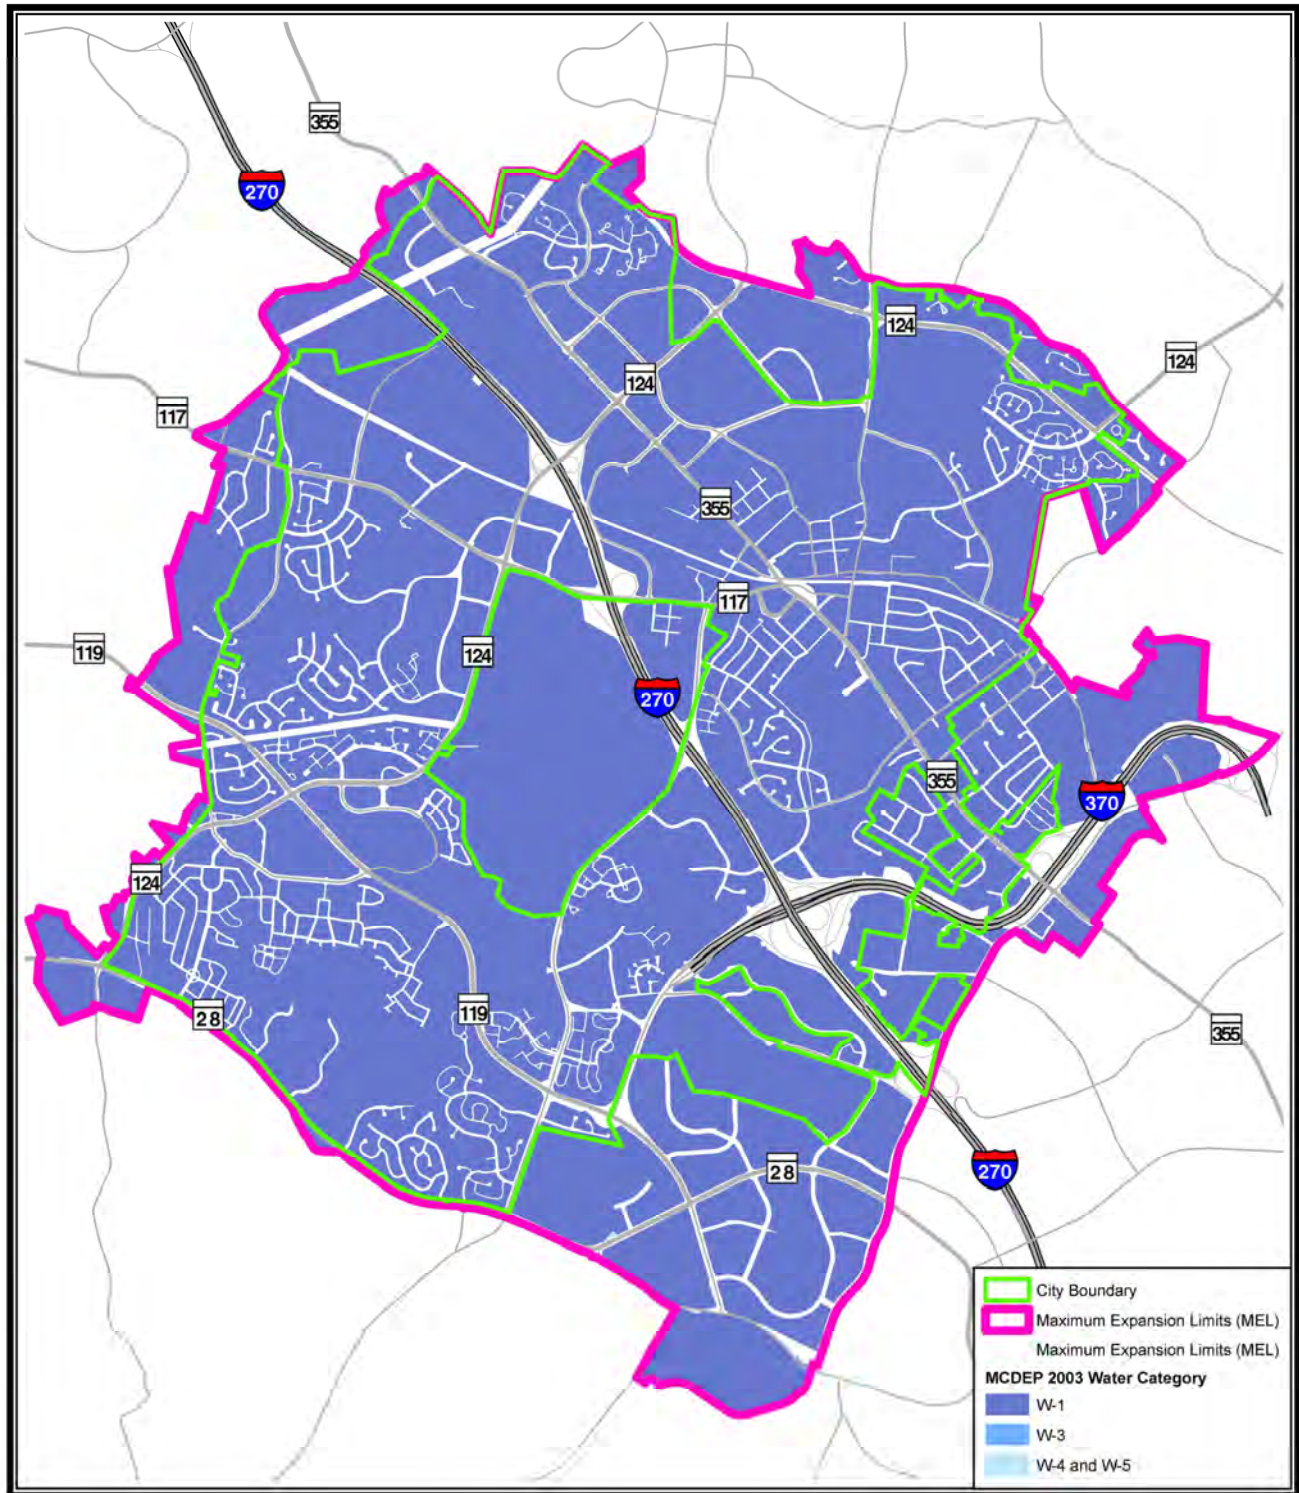 355
270
124
124
117
124
355
117
119
124
270
355
370
124
28
119
355
28
270
City Boundary
Maximum Expansion Limits (MEL)
Maximum Expansion Limits (MEL)
MCDEP 2003 Water Category
W-1
W-3
W-4 and W-5